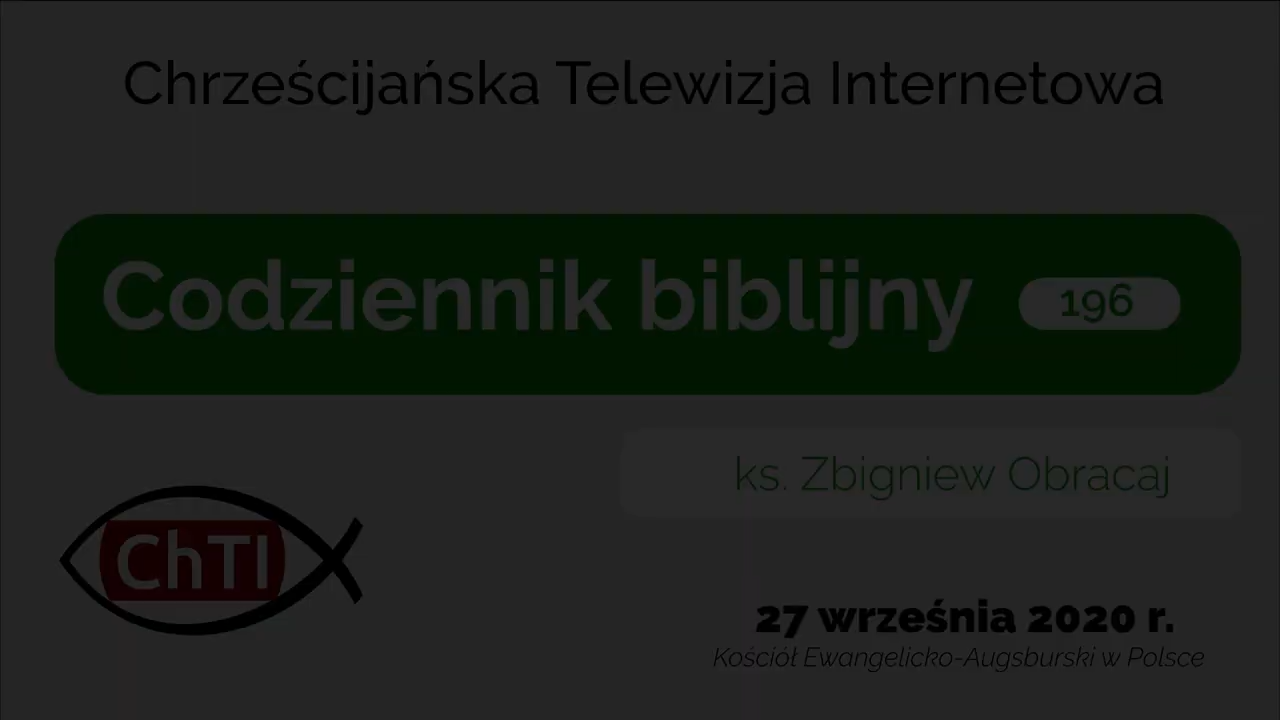 Chrześcijańska Telewizja Internetowa
Codziennik biblijny 196
ks. Zbigniew Obracaj
ChTI
27 września 2020 r.
Kościół Ewangelicko-Augsburski w Polsce